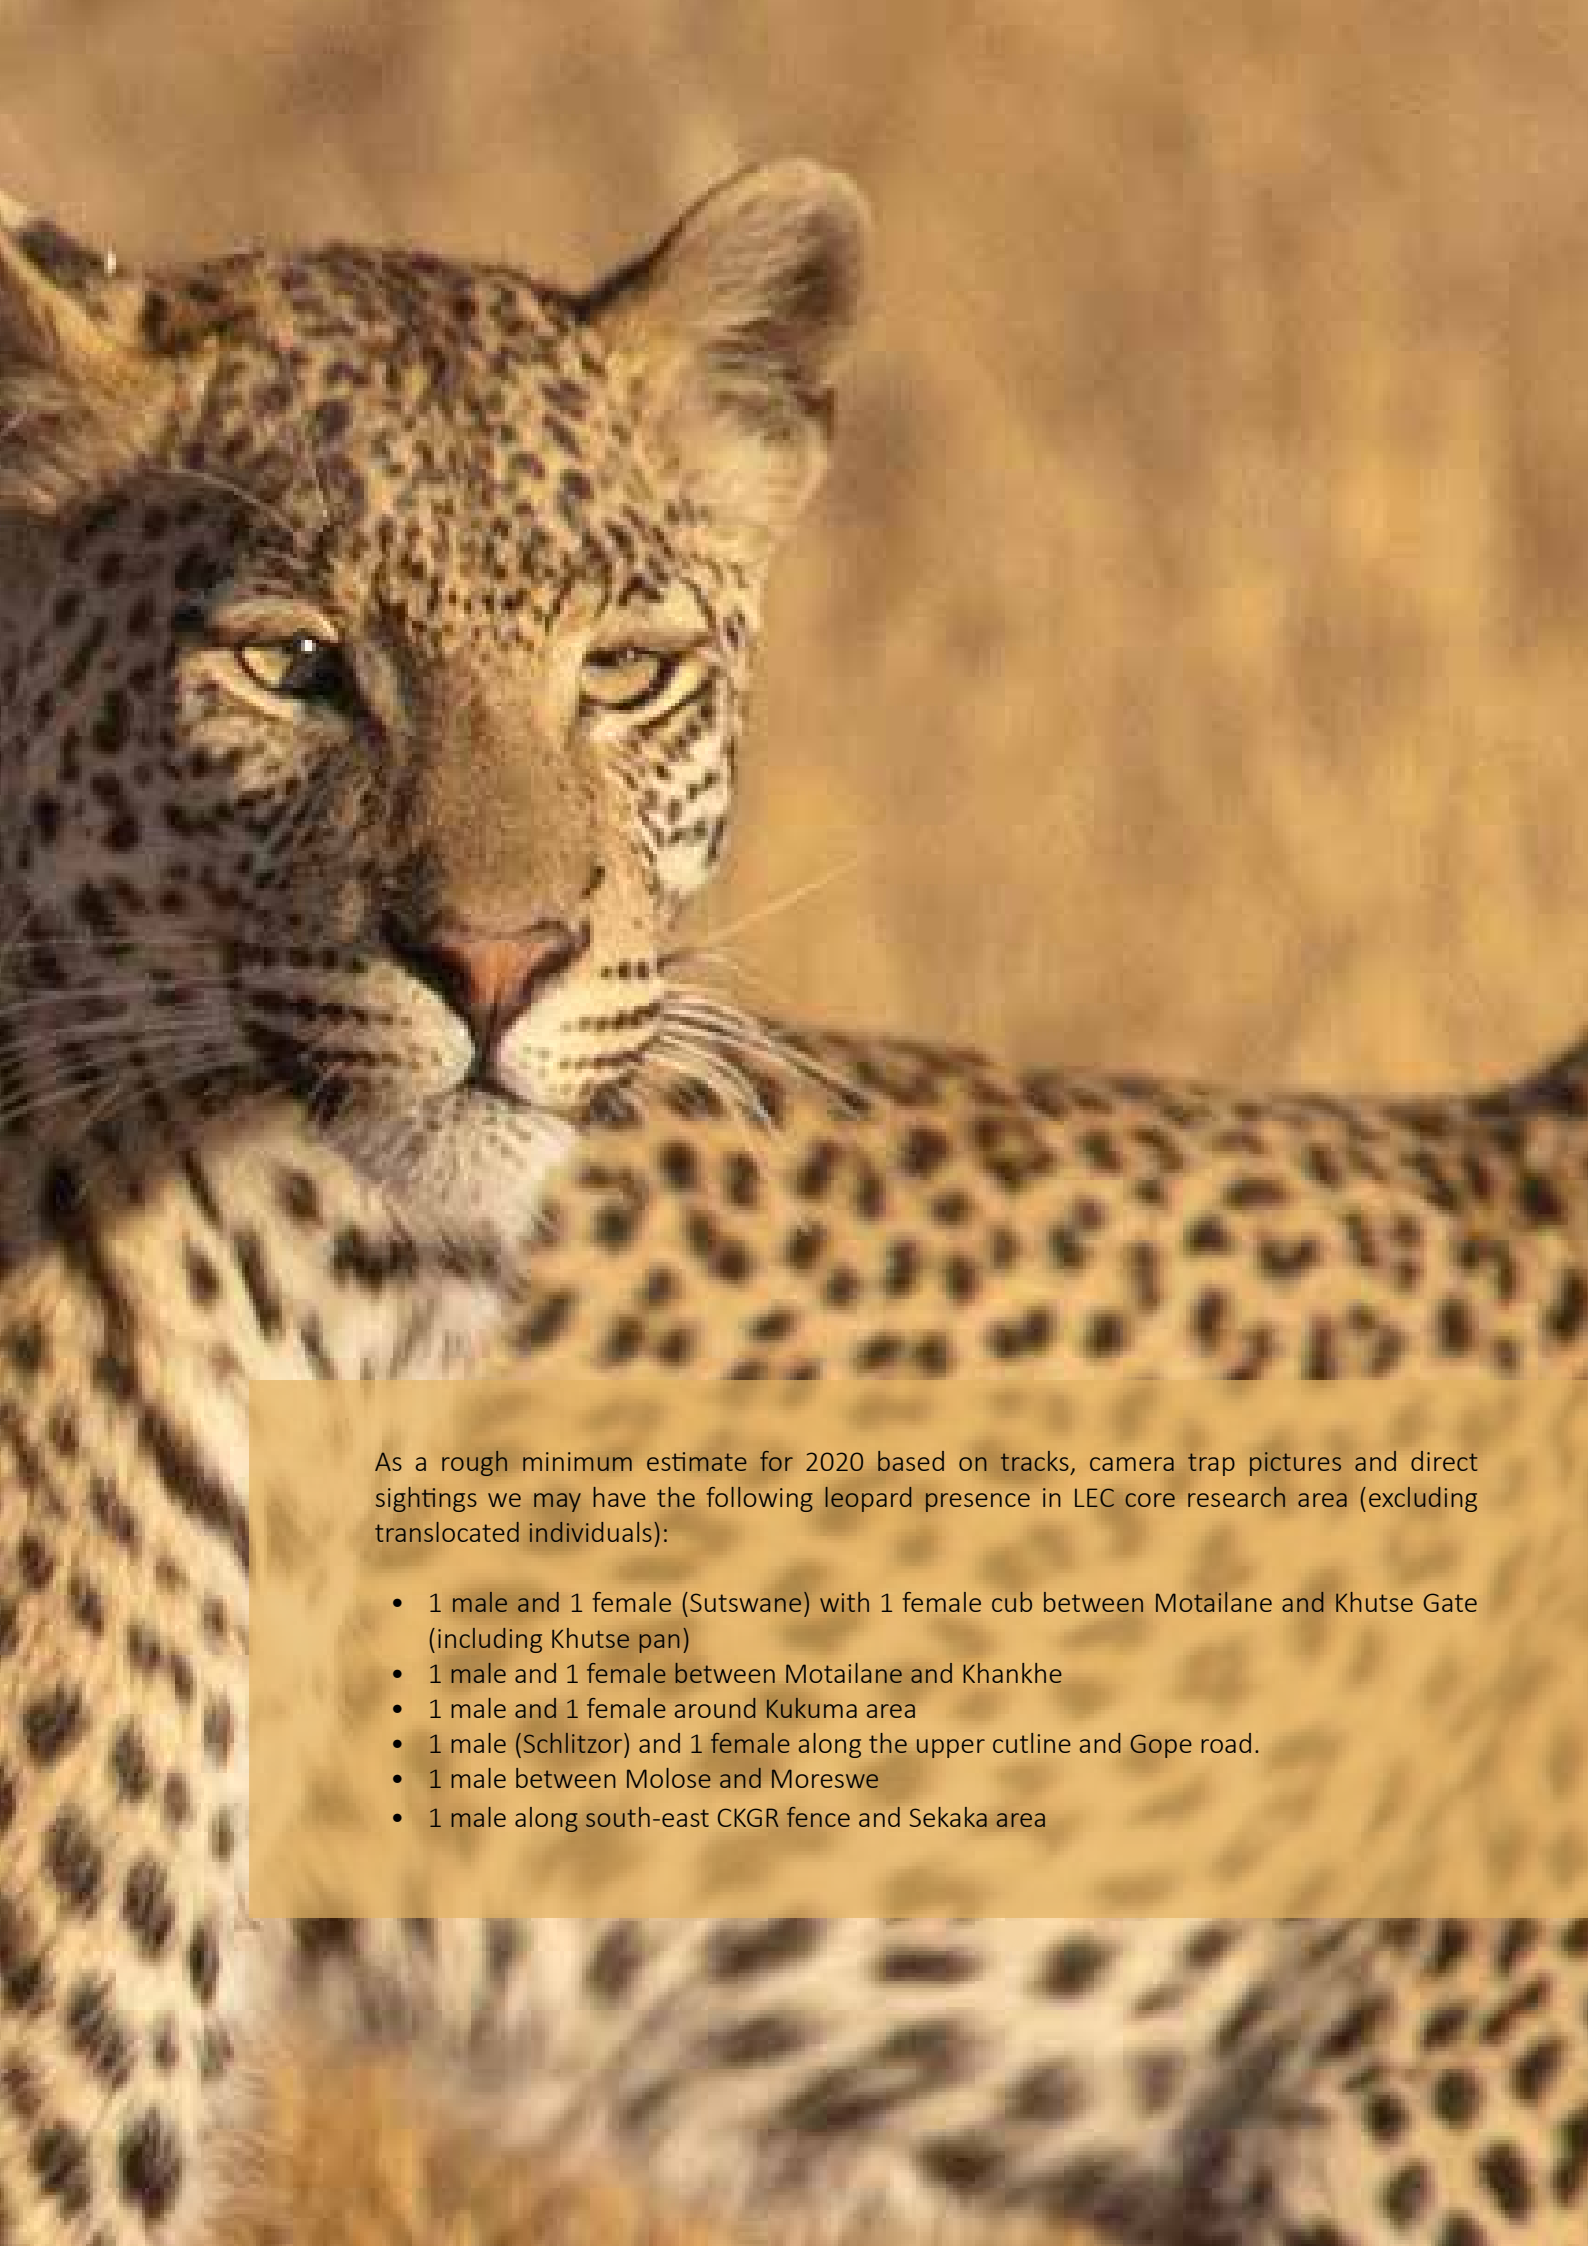 As a rough minimum estimate for 2020 based on tracks, camera trap pictures and direct
sightings we may have the following leopard presence in LEC core research area (excluding
translocated individuals):
• 1 male and 1 female (Sutswane) with 1 female cub between Motailane and Khutse Gate
(including Khutse pan)
• 1 male and 1 female between Motailane and Khankhe
• 1 male and 1 female around Kukuma area
• 1 male (Schlitzor) and 1 female along the upper cutline and Gope road.
• 1 male between Molose and Moreswe
• 1 male along south-east CKGR fence and Sekaka area